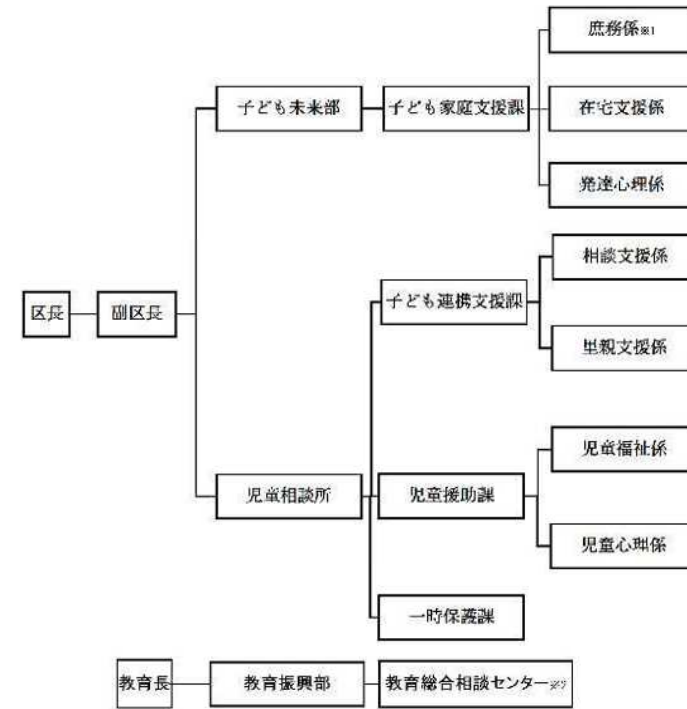 庶務係※1
子ども未来部
子ども家庭支援課
在宅支援係
発達心理係
相談支援係
子ども連携支援課
区長
副区長
里親支援係
児童福祉係
児童相談所
児童援助課
児童心理係
一時保護課
教育長
教育振興部
教育総合相談センター※2